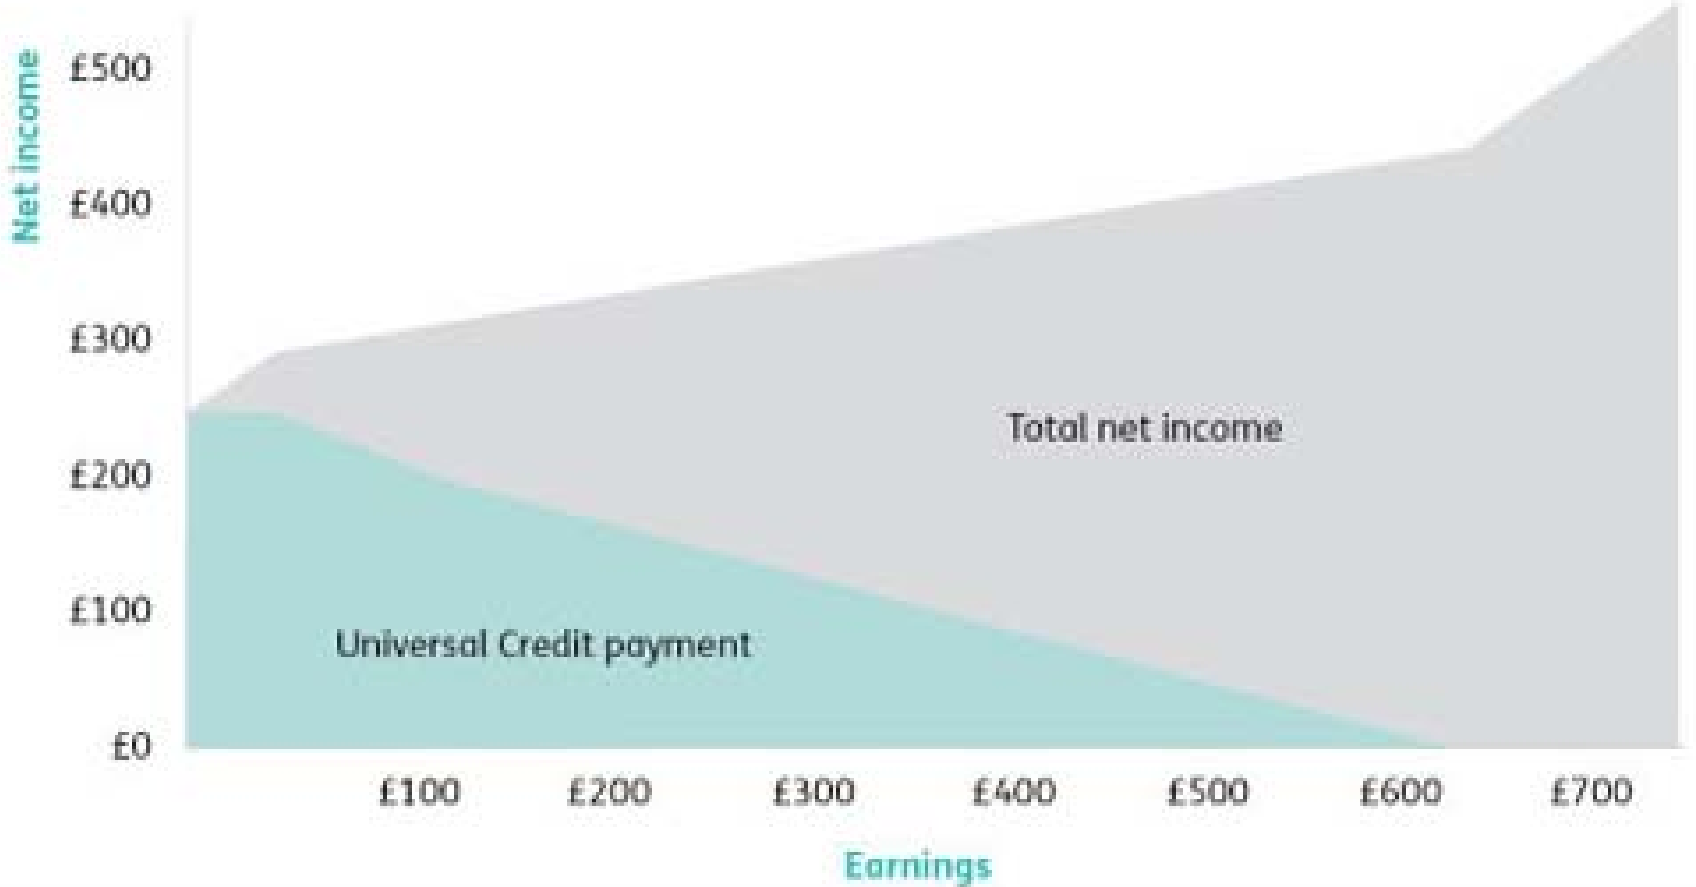 Net income
£500
£400
£300
£200
£100
£0
Total net income
Universal Credit payment
£100 £200 £300 £400 £500 £600 £700
Earnings